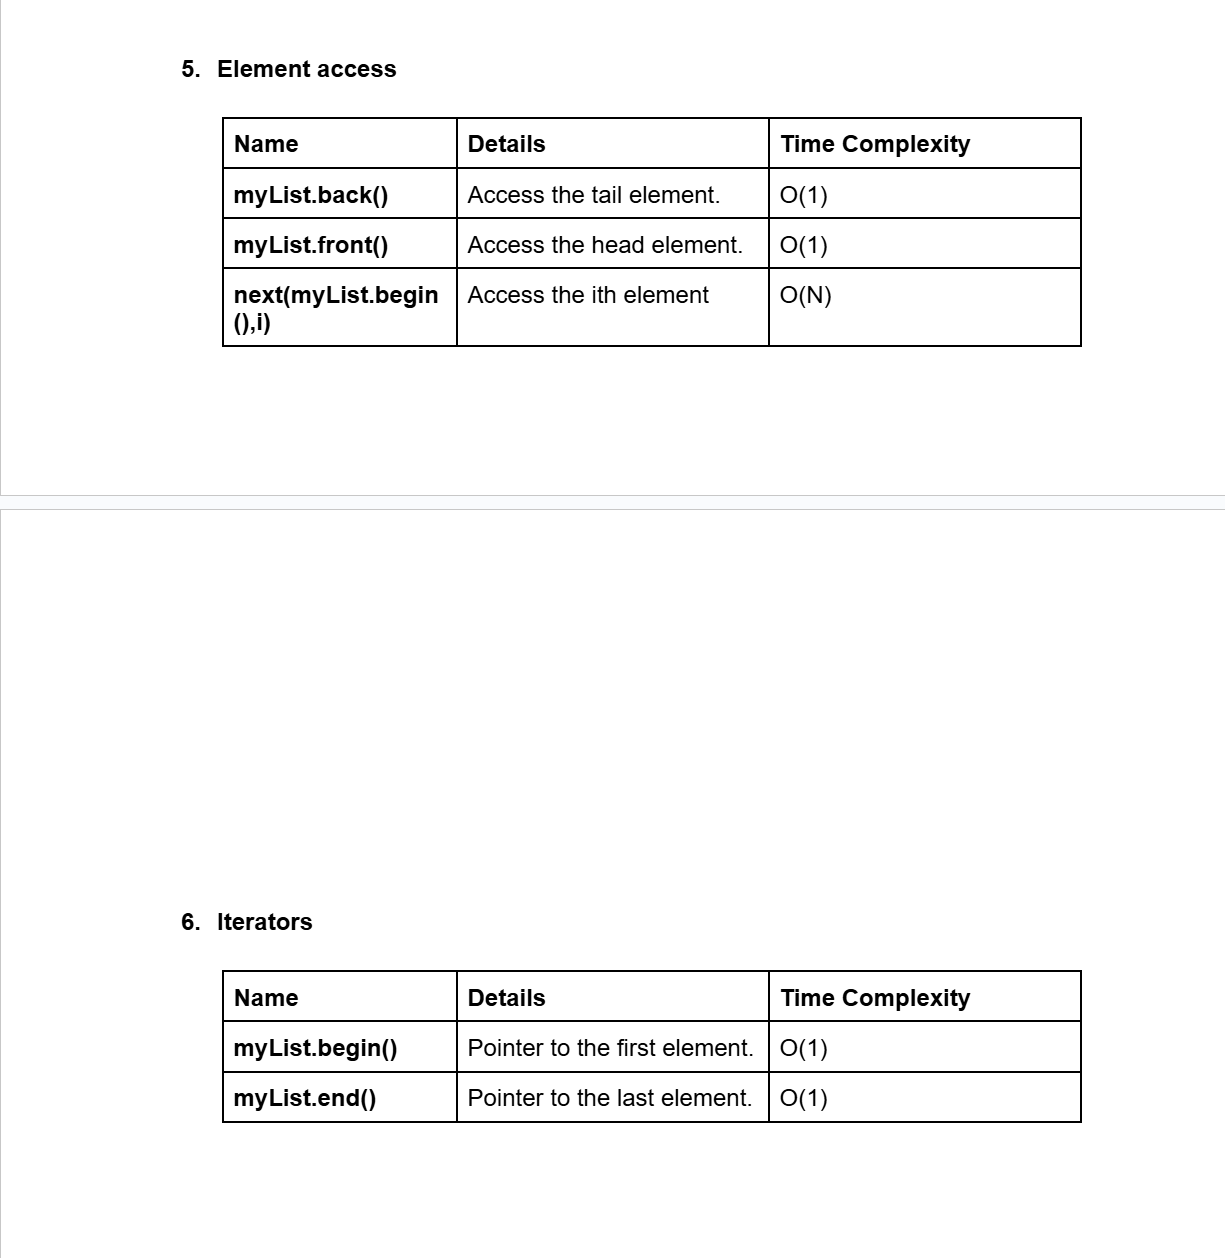 5. Element access
Name Details Time Complexity
myList.back() Access the tail element. O(1)
myList.front() Access the head element. O(1)
next(myList.begin Access the ith element O(N)
(),i)
6. Iterators
Name Details Time Complexity
myList.begin() Pointer to the first element. O(1)
myList.end() Pointer to the last element. O(1)